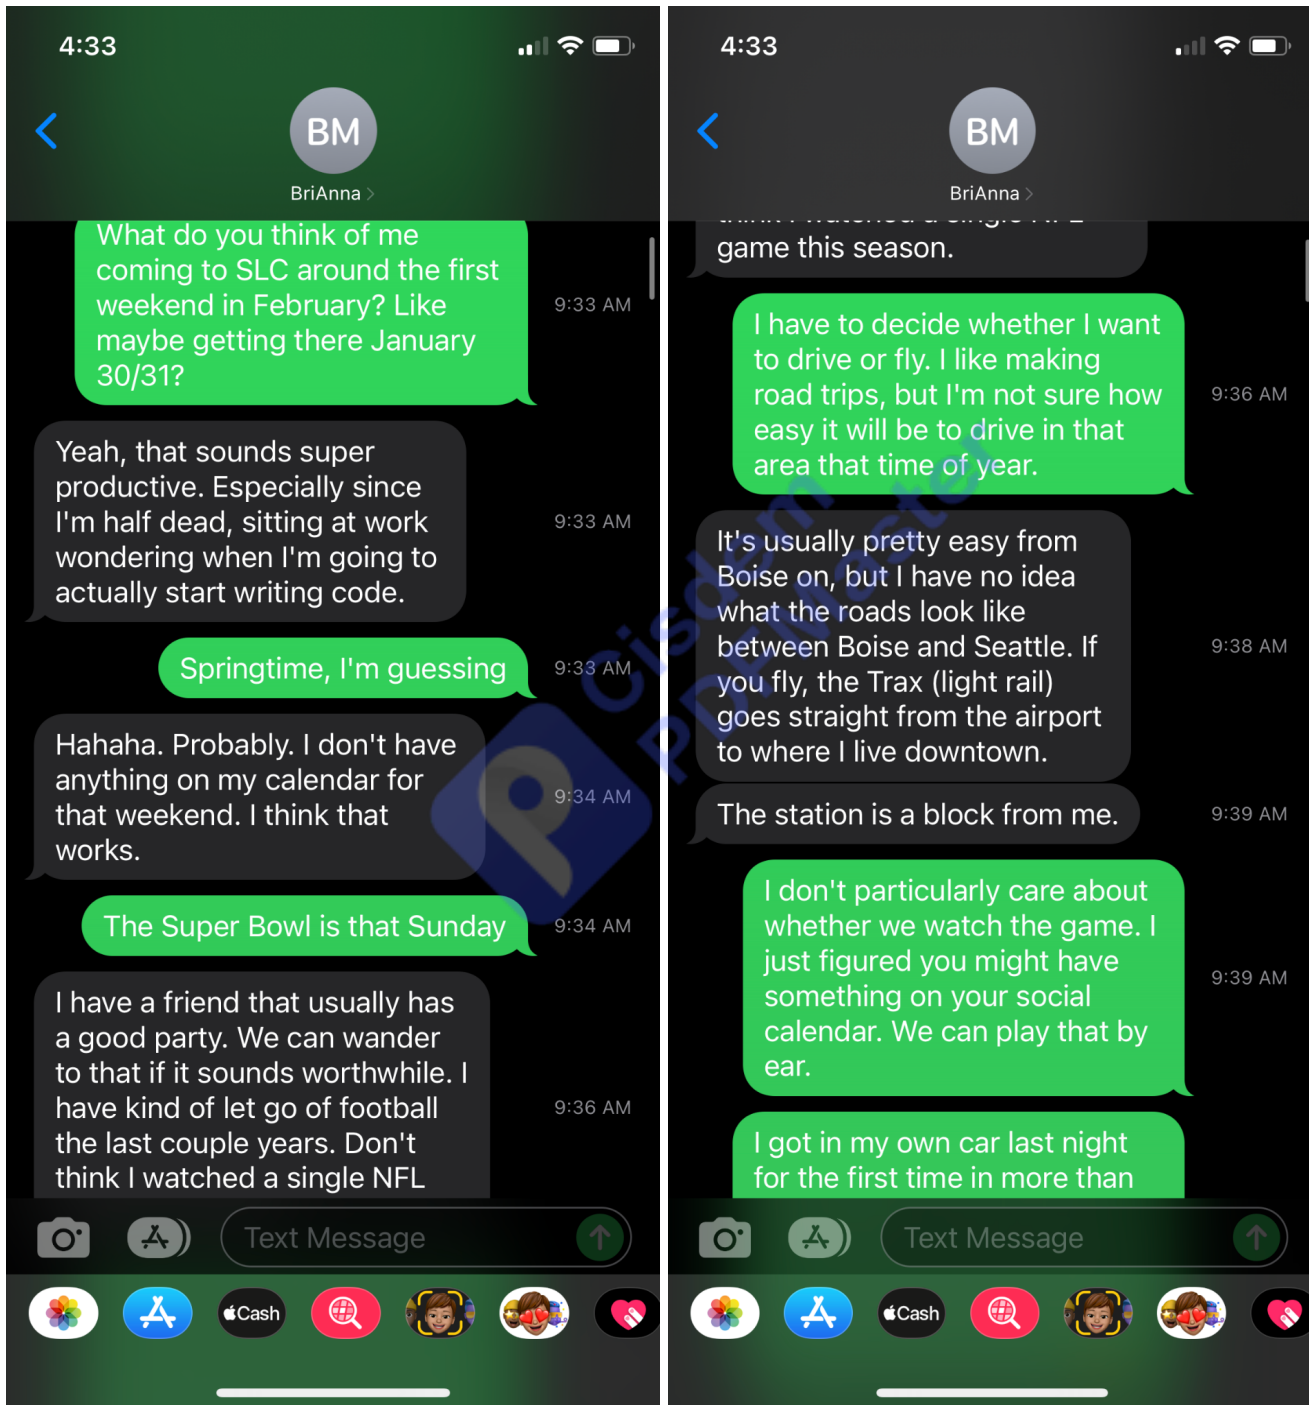 4:33
BM
BriAnna
What do you think of me
coming to SLC around the first
weekend in February? Like
maybe getting there January
30/31?
9:33 AM
Yeah, that sounds super
productive. Especially since
I'm half dead, sitting at work
wondering when I'm going to
actually start writing code.
9:33 AM
Springtime, I'm guessing
9:33 AM
Hahaha. Probably. I don't have
anything on my calendar for
that weekend. I think that
works.
9:34 AM
The Super Bowl is that Sunday
9:34 AM
I have a friend that usually has
a good party. We can wander
to that if it sounds worthwhile. I
have kind of let go of football
the last couple years. Don't
think I watched a single NFL
9:36 AM
Text Message
Cash
4:33
BM
BriAnna
think I watched a single NFL
game this season.
I have to decide whether I want
to drive or fly. I like making
road trips, but I'm not sure how
easy it will be to drive in that
area that time of year.
9:36 AM
It's usually pretty easy from
Boise on, but I have no idea
what the roads look like
between Boise and Seattle. If
you fly, the Trax (light rail)
goes straight from the airport
to where I live downtown.
9:38 AM
The station is a block from me.
9:39 AM
I don't particularly care about
whether we watch the game. I
just figured you might have
something on your social
calendar. We can play that by
ear.
9:39 AM
I got in my own car last night
for the first time in more than
Text Message
Cash
Cisdem
PDFMaster